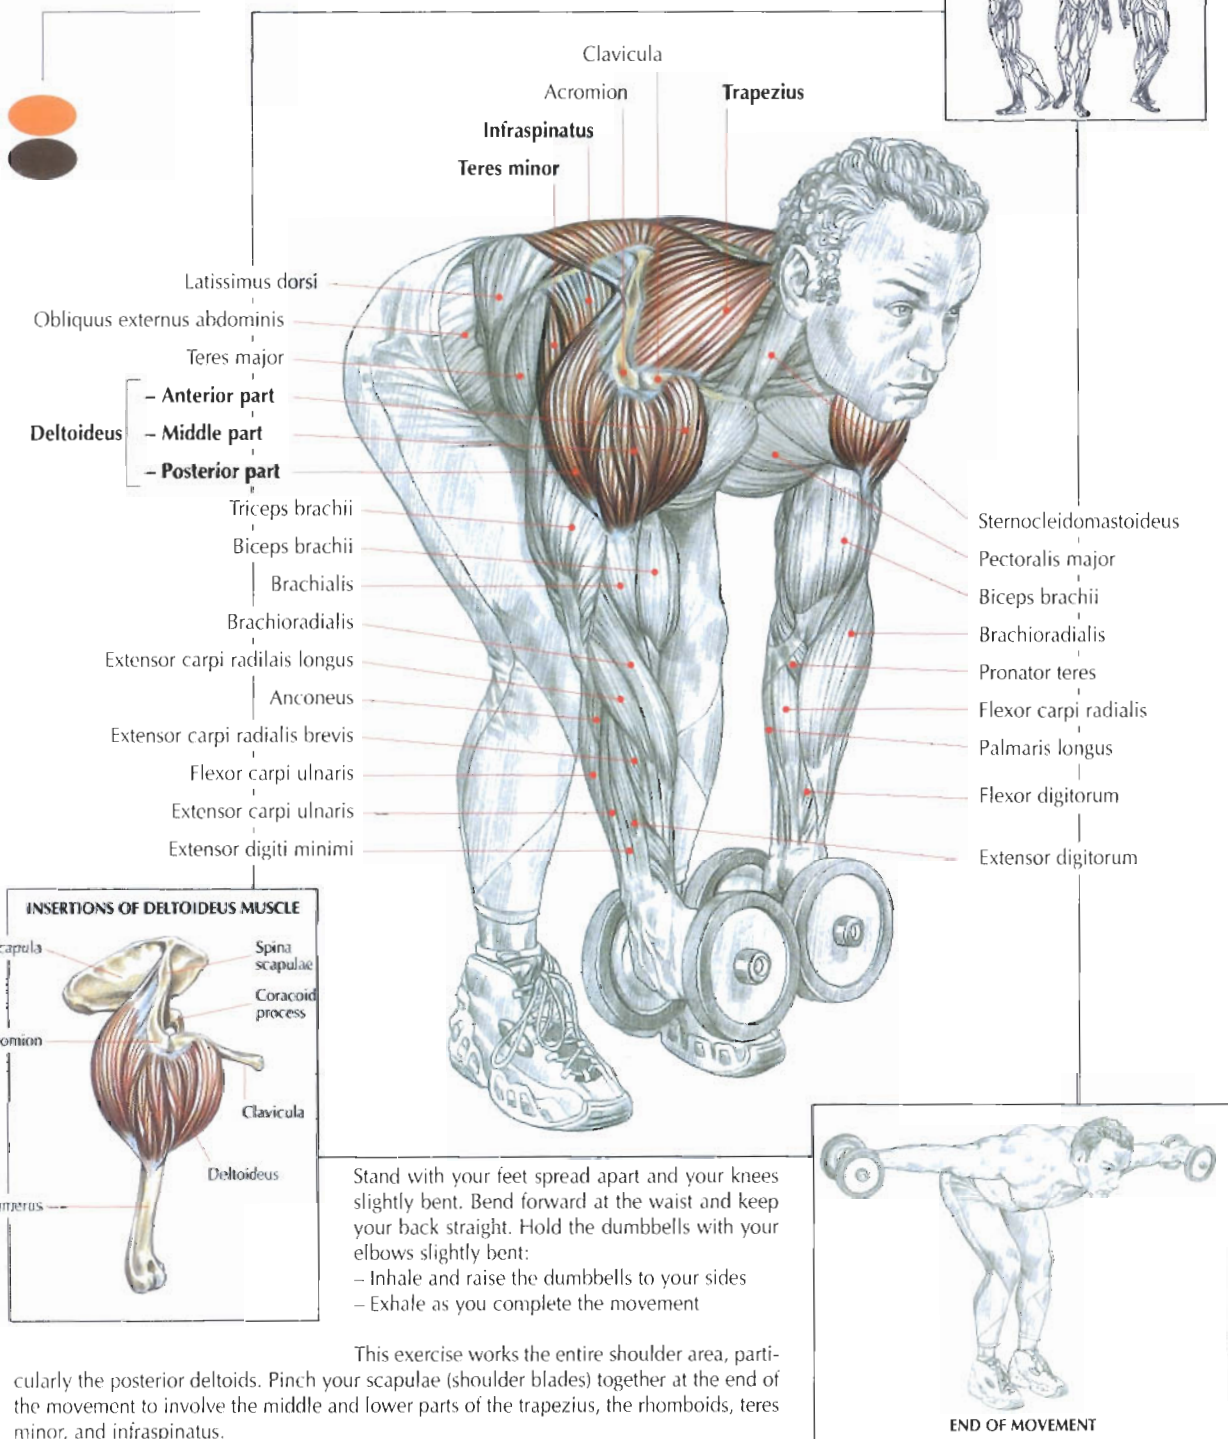 Clavicula
Acromion
Trapezius
Infraspinatus
Teres minor
Latissimus dorsi
Obliquus externus abdominis
Teres major
Deltoideus
– Anterior part
– Middle part
– Posterior part
Triceps brachii
Biceps brachii
Brachialis
Brachioradialis
Extensor carpi radilais longus
Anconeus
Extensor carpi radialis brevis
Flexor carpi ulnaris
Extensor carpi ulnaris
Extensor digiti minimi
Sternocleidomastoideus
Pectoralis major
Biceps brachii
Brachioradialis
Pronator teres
Flexor carpi radialis
Palmaris longus
Flexor digitorum
Extensor digitorum
INSERTIONS OF DELTOIDEUS MUSCLE
capula
Spina
scapulae
Coracoid
process
omion
Clavicula
Deltoideus
merus
Stand with your feet spread apart and your knees
slightly bent. Bend forward at the waist and keep
your back straight. Hold the dumbbells with your
elbows slightly bent:
– Inhale and raise the dumbbells to your sides
– Exhale as you complete the movement
This exercise works the entire shoulder area, parti-
cularly the posterior deltoids. Pinch your scapulae (shoulder blades) together at the end of
the movement to involve the middle and lower parts of the trapezius, the rhomboids, teres
minor, and infraspinatus.
END OF MOVEMENT